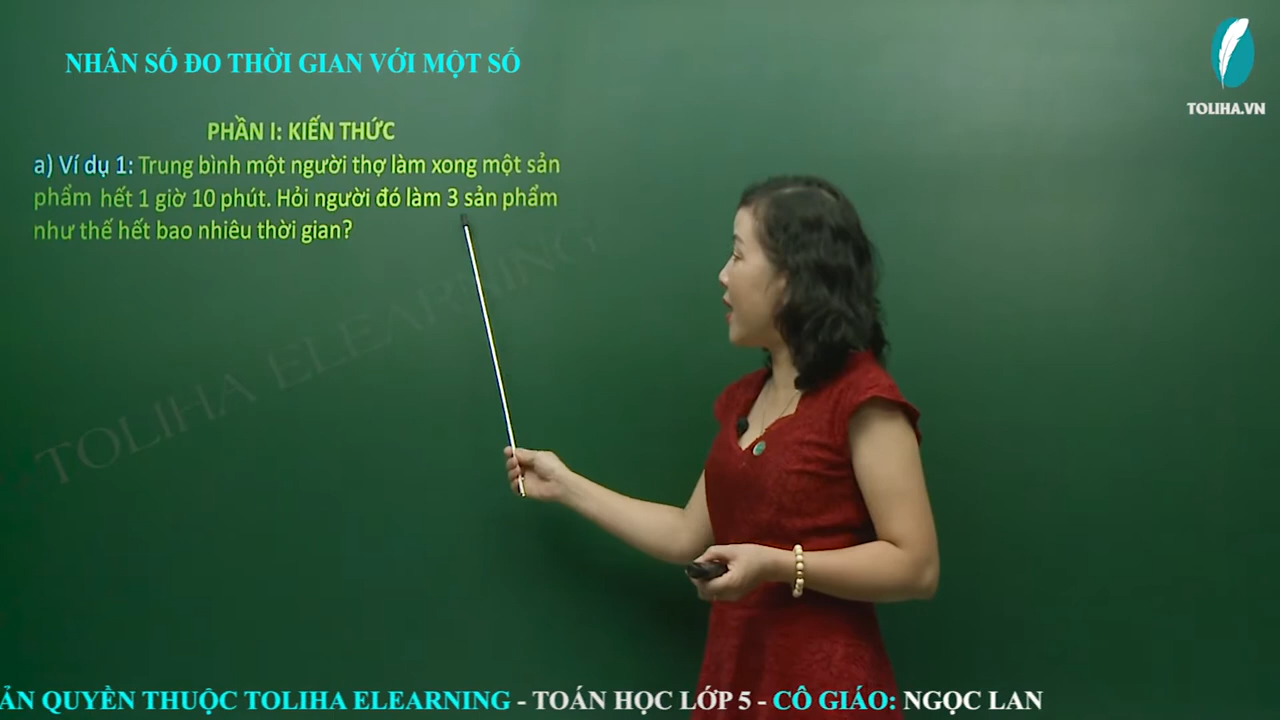 NHÂN SỐ ĐO THỜI GIAN VỚI MỘT SỐ
TOLIHA.VN
PHẦN I: KIẾN THỨC
a) Ví dụ 1: Trung bình một người thợ làm xong một sản
phẩm hết 1 giờ 10 phút. Hỏi người đó làm 3 sản phẩm
như thế hết bao nhiêu thời gian?
TOLIHA ELEARNING
ẢN QUYỀN THUỘC TOLIHA ELEARNING - TOÁN HỌC LỚP 5 - CÔ GIÁO: NGỌC LAN